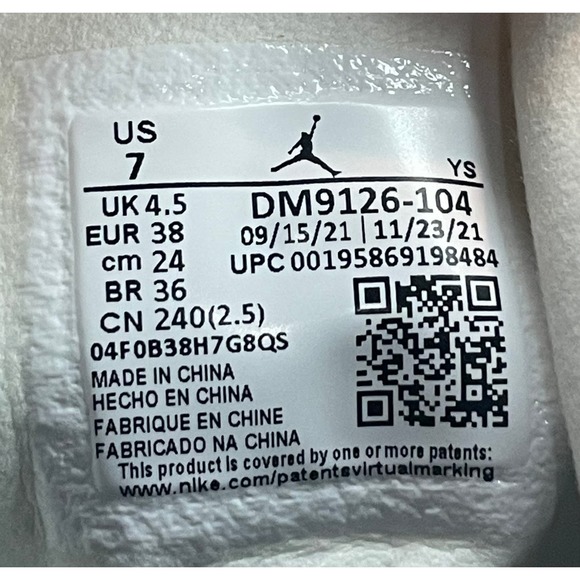 US
7 YS
UK 4.5 DM9126-104
EUR 38 09/15/21 | 11/23/21
cm 24 UPC 00195869198484
BR 36
CN 240(2.5)
04F0B38H7G8QS
MADE IN CHINA
HECHO EN CHINA
FABRIQUE EN CHINE
FABRICADO NA CHINA
This product is covered by one or more patents:
www.nike.com/patentsvirtualmarking